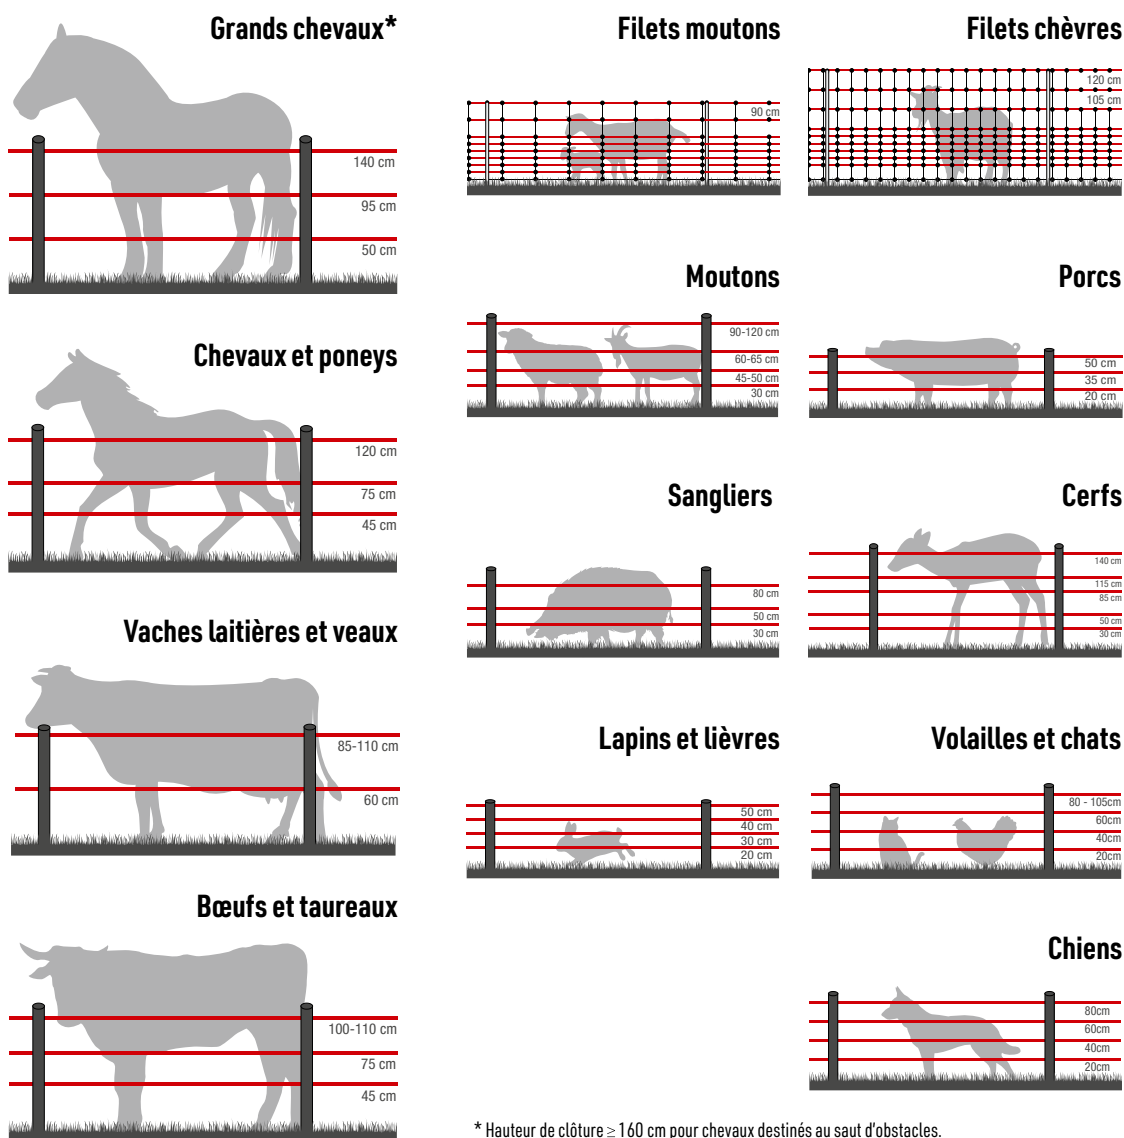 Grands chevaux*
140 cm
95 cm
50 cm
Chevaux et poneys
120 cm
75 cm
45 cm
Vaches laitières et veaux
85-110 cm
60 cm
Bœufs et taureaux
100-110 cm
75 cm
45 cm
Filets moutons
90 cm
Filets chèvres
120 cm
105 cm
Moutons
90-120 cm
60-65 cm
45-50 cm
30 cm
Porcs
50 cm
35 cm
20 cm
Sangliers
80 cm
50 cm
30 cm
Cerfs
140 cm
115 cm
85 cm
50 cm
30 cm
Lapins et lièvres
50 cm
40 cm
30 cm
20 cm
Volailles et chats
80 - 105cm
60cm
40cm
20cm
Chiens
80cm
60cm
40cm
20cm
* Hauteur de clôture ≥ 160 cm pour chevaux destinés au saut d'obstacles.